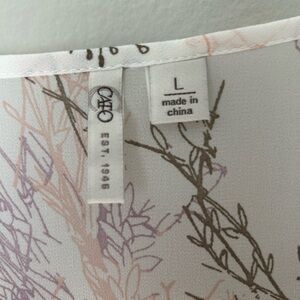 CATO
EST. 1946
L
made in
china